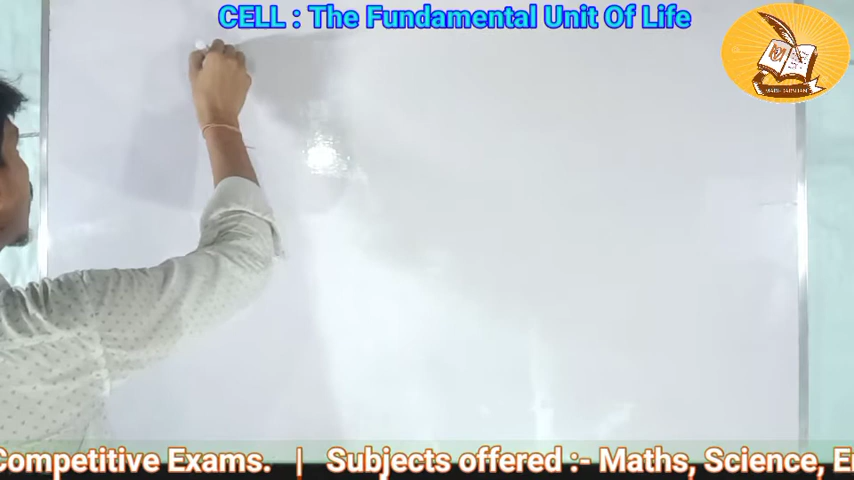 CELL : The Fundamental Unit Of Life
Competitive Exams. | Subjects offered :- Maths, Science, E